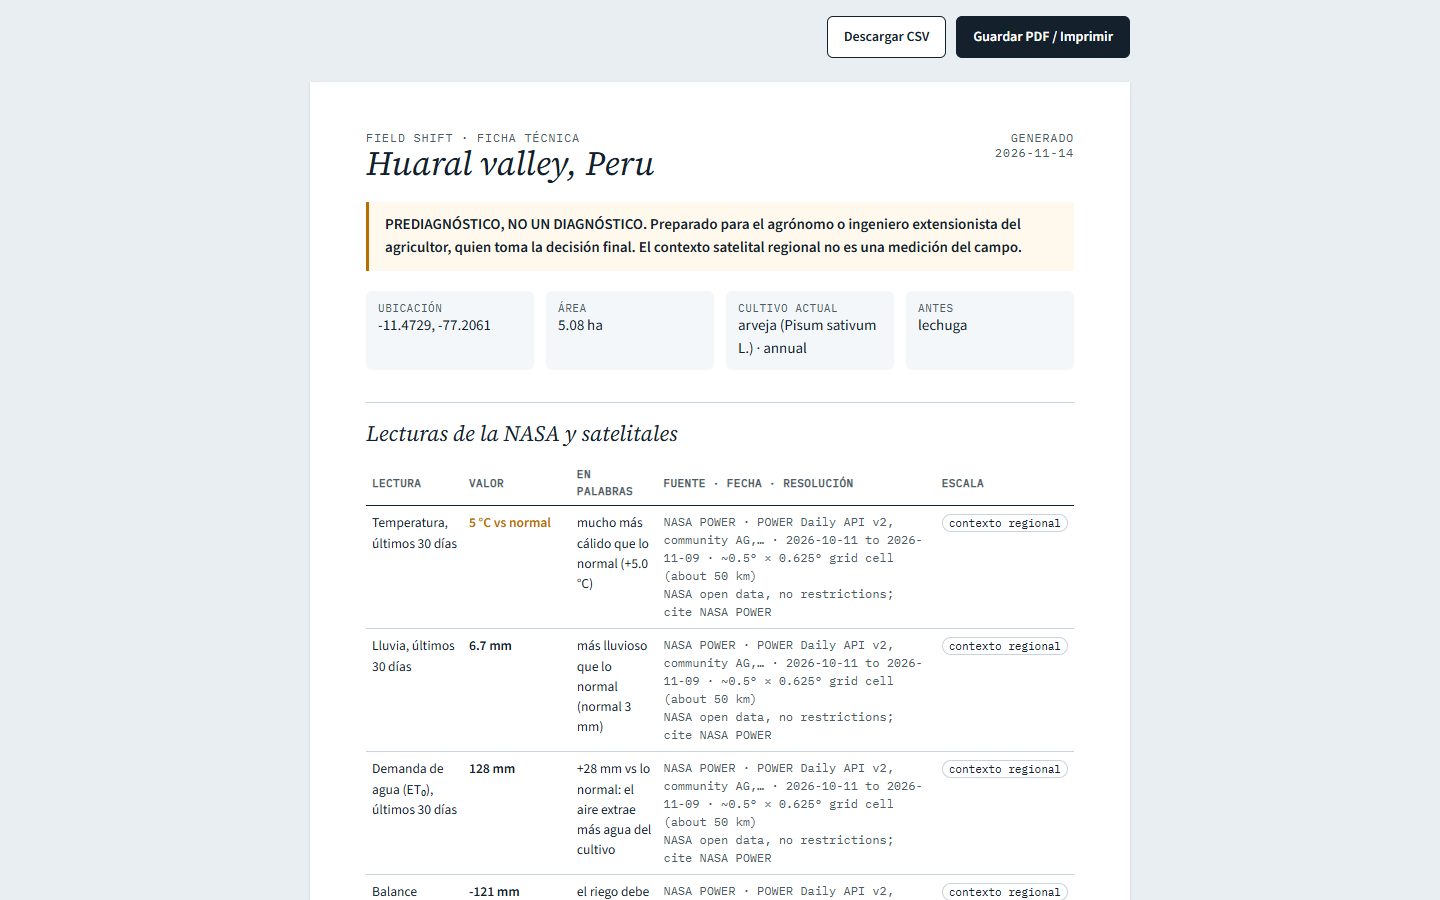 Descargar CSV
Guardar PDF / Imprimir
FIELD SHIFT · FICHA TÉCNICA
Huaral valley, Peru
GENERADO
2026-11-14
PREDIAGNÓSTICO, NO UN DIAGNÓSTICO. Preparado para el agrónomo o ingeniero extensionista del
agricultor, quien toma la decisión final. El contexto satelital regional no es una medición del campo.
UBICACIÓN
-11.4729, -77.2061
ÁREA
5.08 ha
CULTIVO ACTUAL
arveja (Pisum sativum
L.) · annual
ANTES
lechuga
Lecturas de la NASA y satelitales
LECTURA
VALOR
EN
PALABRAS
FUENTE · FECHA · RESOLUCIÓN
ESCALA
Temperatura,
últimos 30 días
5 °C vs normal
mucho más
cálido que lo
normal (+5.0
°C)
NASA POWER · POWER Daily API v2,
community AG,… · 2026-10-11 to 2026-
11-09 · ~0.5° × 0.625° grid cell
(about 50 km)
NASA open data, no restrictions;
cite NASA POWER
contexto regional
Lluvia, últimos
30 días
6.7 mm
más lluvioso
que lo
normal
(normal 3
mm)
NASA POWER · POWER Daily API v2,
community AG,… · 2026-10-11 to 2026-
11-09 · ~0.5° × 0.625° grid cell
(about 50 km)
NASA open data, no restrictions;
cite NASA POWER
contexto regional
Demanda de
agua (ET₀),
últimos 30 días
128 mm
+28 mm vs lo
normal: el
aire extrae
más agua del
cultivo
NASA POWER · POWER Daily API v2,
community AG,… · 2026-10-11 to 2026-
11-09 · ~0.5° × 0.625° grid cell
(about 50 km)
NASA open data, no restrictions;
cite NASA POWER
contexto regional
Balance
-121 mm
el riego debe
NASA POWER · POWER Daily API v2,
contexto regional